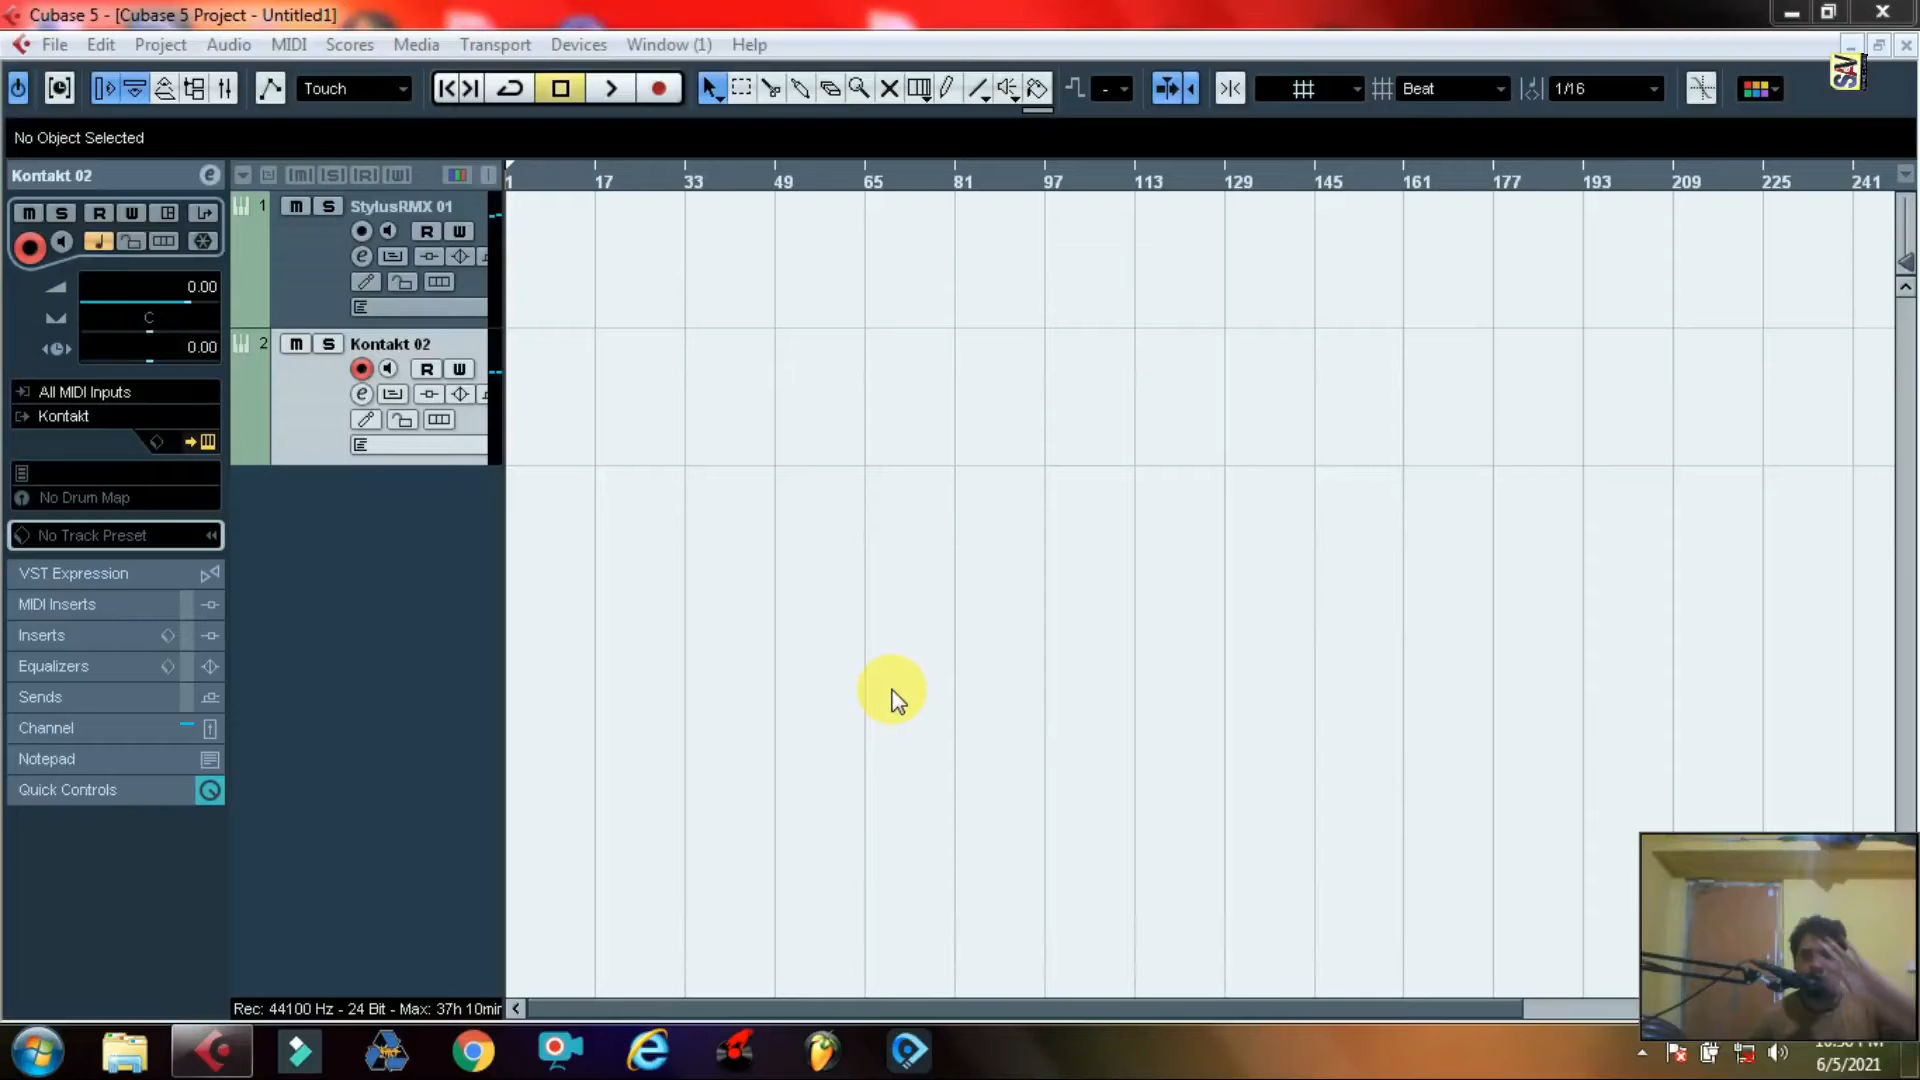 Cubase 5 - [Cubase 5 Project - Untitled1]
File Edit Project Audio MIDI Scores Media Transport Devices Window (1) Help
Touch - Beat 1/16
SAV
No Object Selected
Kontakt 02
1 17 33 49 65 81 97 113 129 145 161 177 193 209 225 241
M S R W
0.00
C
0.00
All MIDI Inputs
Kontakt
No Drum Map
No Track Preset
VST Expression
MIDI Inserts
Inserts
Equalizers
Sends
Channel
Notepad
Quick Controls
1 M S StylusRMX 01
R W
2 M S Kontakt 02
R W
Rec: 44100 Hz - 24 Bit - Max: 37h 10min
6/5/2021